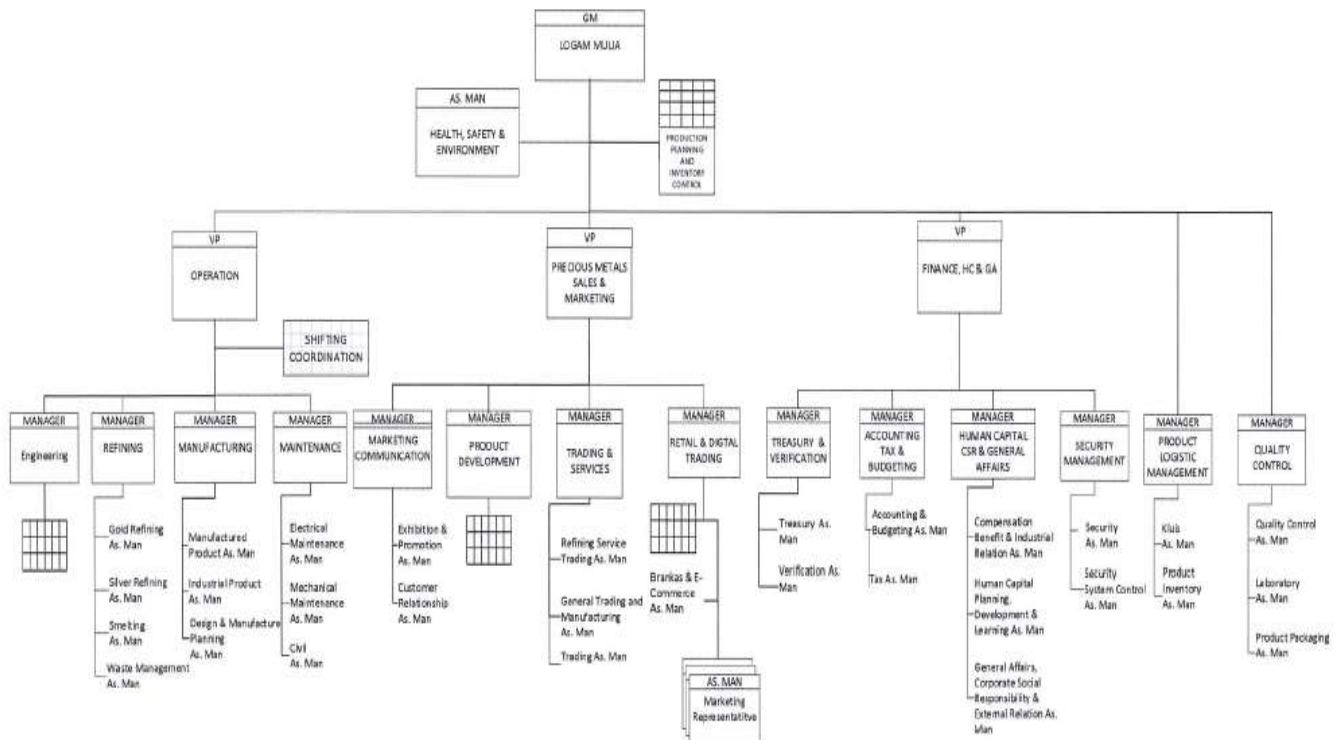 GM
LOGAM MULIA
AS. MAN
HEALTH, SAFETY &
ENVIRONMENT
PRODUCTION
PLANNING
AND
INVENTORY
CONTROL
VP
OPERATION
VP
PRECIOUS METALS
SALES &
MARKETING
VP
FINANCE, HC & GA
SHIFTING
COORDINATION
MANAGER
Engineering
MANAGER
REFINING
Gold Refining
As. Man
Silver Refining
As. Man
Smelting
As. Man
Waste Management
As. Man
MANAGER
MANUFACTURING
Manufactured
Product As. Man
Industrial Product
As. Man
Design & Manufacture
Planning
As. Man
MANAGER
MAINTENANCE
Electrical
Maintenance
As. Man
Mechanical
Maintenance
As. Man
Civil
As. Man
MANAGER
MARKETING
COMMUNICATION
Exhibition &
Promotion
As. Man
Customer
Relationship
As. Man
MANAGER
PRODUCT
DEVELOPMENT
MANAGER
TRADING &
SERVICES
Refining Service
Trading As. Man
General Trading and
Manufacturing
As. Man
Trading As. Man
MANAGER
RETAIL & DIGTAL
TRADING
Brankas & E-
Commerce
As. Man
AS. MAN
Marketing
Representatitve
MANAGER
TREASURY &
VERIFICATION
Treasury As.
Man
Verification As.
Man
MANAGER
ACCOUNTING
TAX &
BUDGETING
Accounting &
Budgeting As. Man
Tax As. Man
MANAGER
HUMAN CAPITAL
CSR & GENERAL
AFFAIRS
Compensation
Benefit & Industrial
Relation As. Man
Human Capital
Planning,
Development &
Learning As. Man
General Affairs,
Corporate Social
Responsibility &
External Relation As.
Man
MANAGER
SECURITY
MANAGEMENT
Security
As. Man
Security
System Control
As. Man
MANAGER
PRODUCT
LOGISTIC
MANAGEMENT
As. Man
Product
Inventory
As. Man
MANAGER
QUALITY
CONTROL
Quality Control
As. Man
Laboratory
As. Man
Product Packaging
As. Man